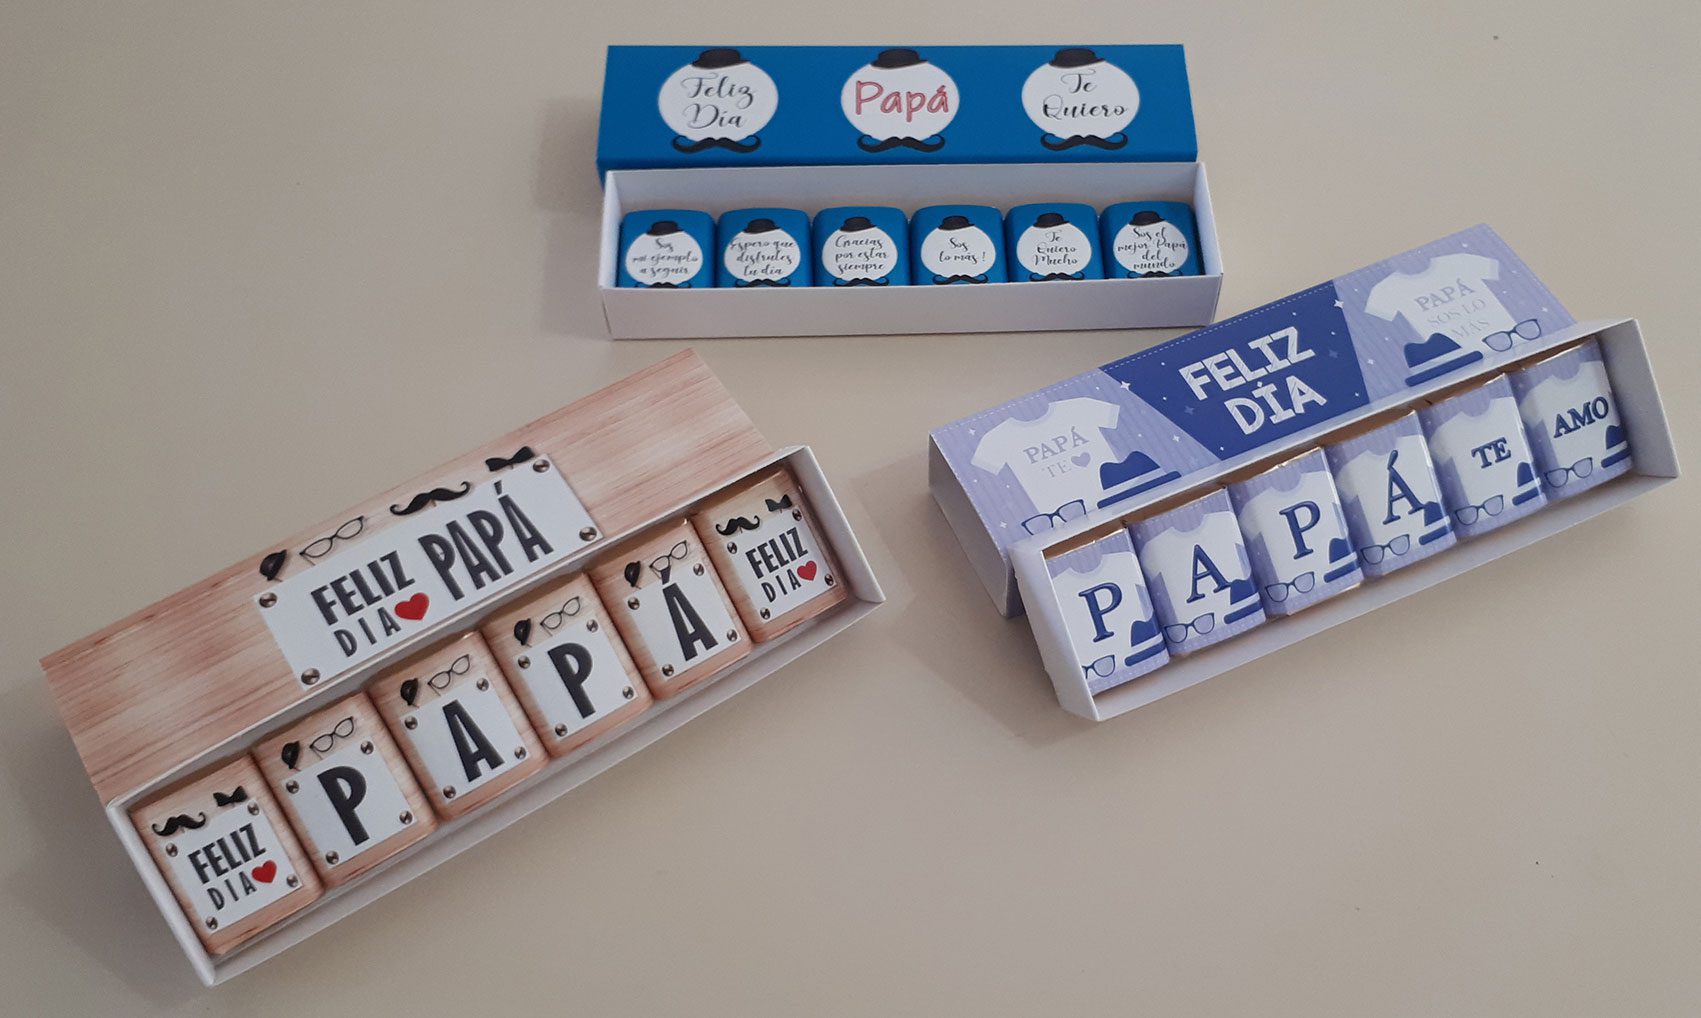 Feliz
Día
Papá
Te
Quiero
Sos
mi ejemplo
a seguir
Espero que
disfrutes
tu día
Gracias
por estar
siempre
Sos
lo más!
Te
Quiero
Mucho
Sos el
mejor Papá
del
mundo
PAPÁ
TE
FELIZ
DÍA
PAPÁ
SOS LO
MÁS
P
A
P
Á
TE
AMO
FELIZ
DIA
PAPÁ
FELIZ
DIA
P
A
P
Á
FELIZ
DIA